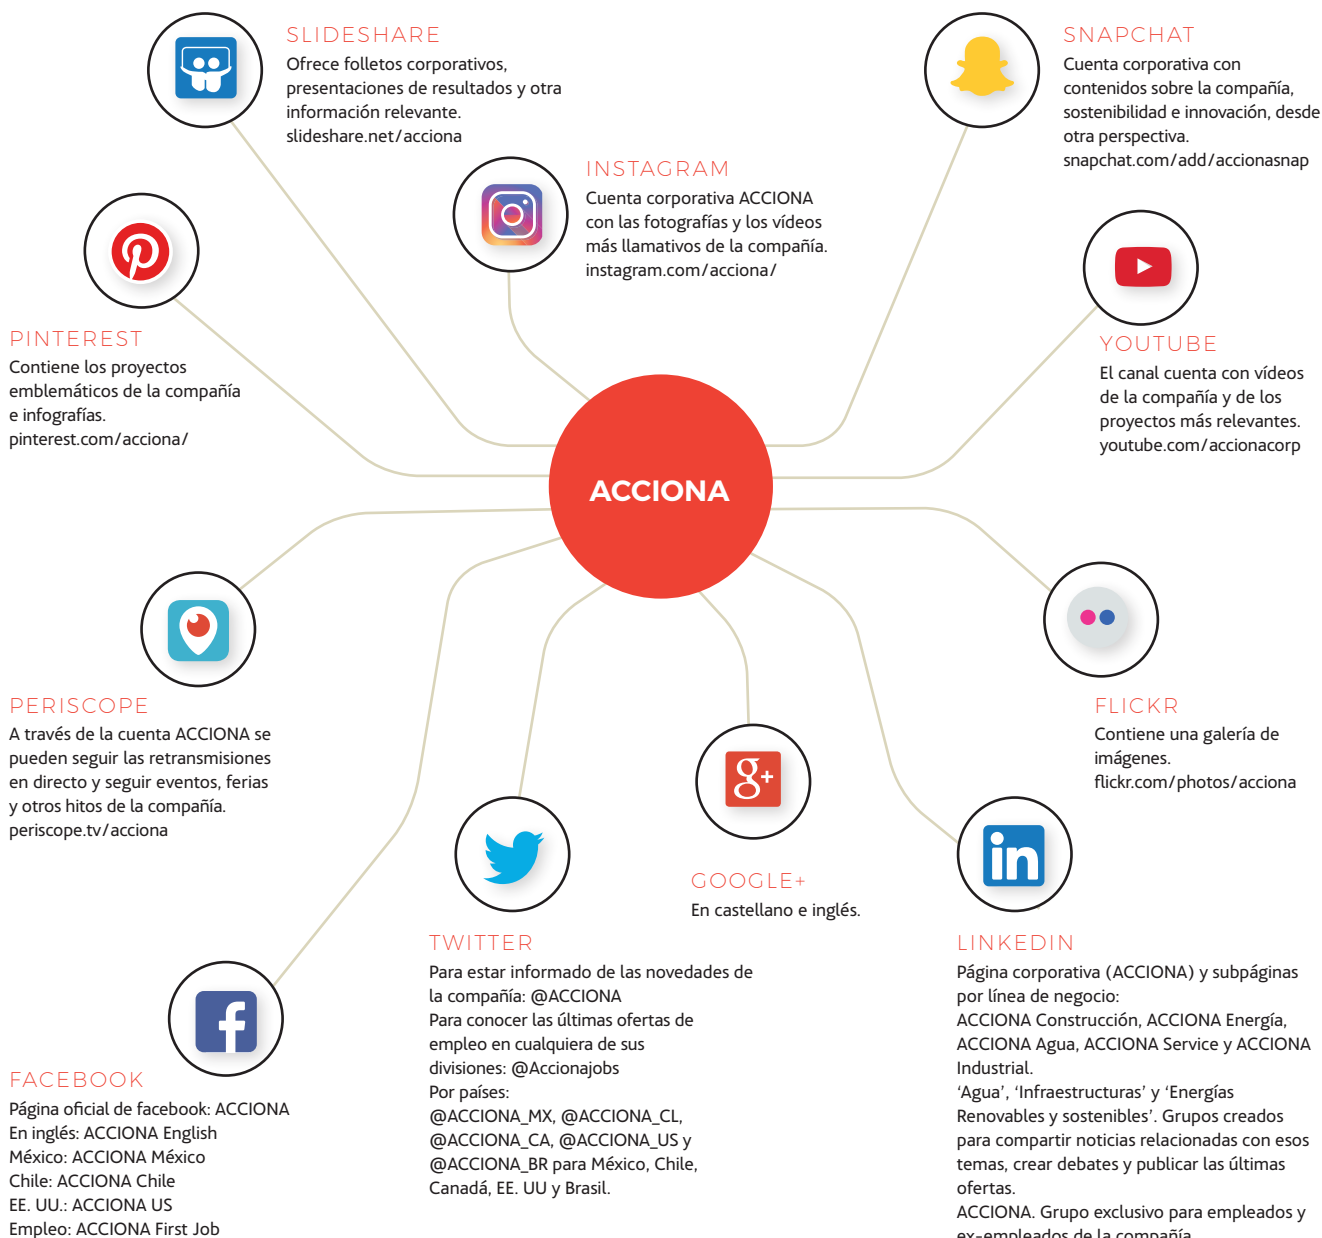 SLIDESHARE
Ofrece folletos corporativos,
presentaciones de resultados y otra
información relevante.
slideshare.net/acciona
SNAPCHAT
Cuenta corporativa con
contenidos sobre la compañía,
sostenibilidad e innovación, desde
otra perspectiva.
snapchat.com/add/accionasnap
INSTAGRAM
Cuenta corporativa ACCIONA
con las fotografías y los vídeos
más llamativos de la compañía.
instagram.com/acciona/
PINTEREST
Contiene los proyectos
emblemáticos de la compañía
e infografías.
pinterest.com/acciona/
YOUTUBE
El canal cuenta con vídeos
de la compañía y de los
proyectos más relevantes.
youtube.com/accionacorp
ACCIONA
PERISCOPE
A través de la cuenta ACCIONA se
pueden seguir las retransmisiones
en directo y seguir eventos, ferias
y otros hitos de la compañía.
periscope.tv/acciona
FLICKR
Contiene una galería de
imágenes.
flickr.com/photos/acciona
g+
GOOGLE+
En castellano e inglés.
in
f
TWITTER
Para estar informado de las novedades de
la compañía: @ACCIONA
Para conocer las últimas ofertas de
empleo en cualquiera de sus
divisiones: @Accionajobs
Por países:
@ACCIONA_MX, @ACCIONA_CL,
@ACCIONA_CA, @ACCIONA_US y
@ACCIONA_BR para México, Chile,
Canadá, EE. UU y Brasil.
LINKEDIN
Página corporativa (ACCIONA) y subpáginas
por línea de negocio:
ACCIONA Construcción, ACCIONA Energía,
ACCIONA Agua, ACCIONA Service y ACCIONA
Industrial.
‘Agua’, ‘Infraestructuras’ y ‘Energías
Renovables y sostenibles’. Grupos creados
para compartir noticias relacionadas con esos
temas, crear debates y publicar las últimas
ofertas.
ACCIONA. Grupo exclusivo para empleados y
ex-empleados de la compañía
FACEBOOK
Página oficial de facebook: ACCIONA
En inglés: ACCIONA English
México: ACCIONA México
Chile: ACCIONA Chile
EE. UU.: ACCIONA US
Empleo: ACCIONA First Job